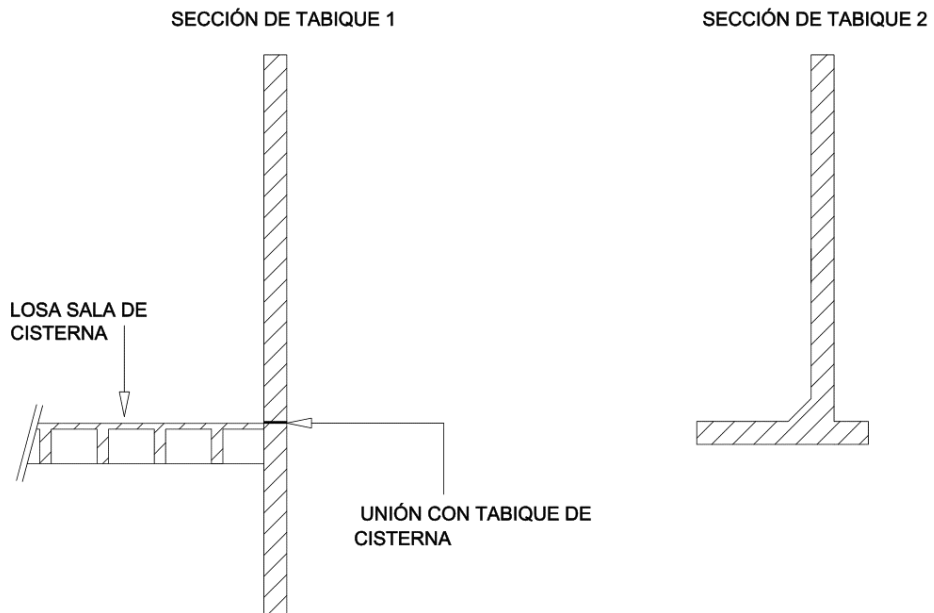 SECCIÓN DE TABIQUE 1
SECCIÓN DE TABIQUE 2
LOSA SALA DE
CISTERNA
UNIÓN CON TABIQUE DE
CISTERNA